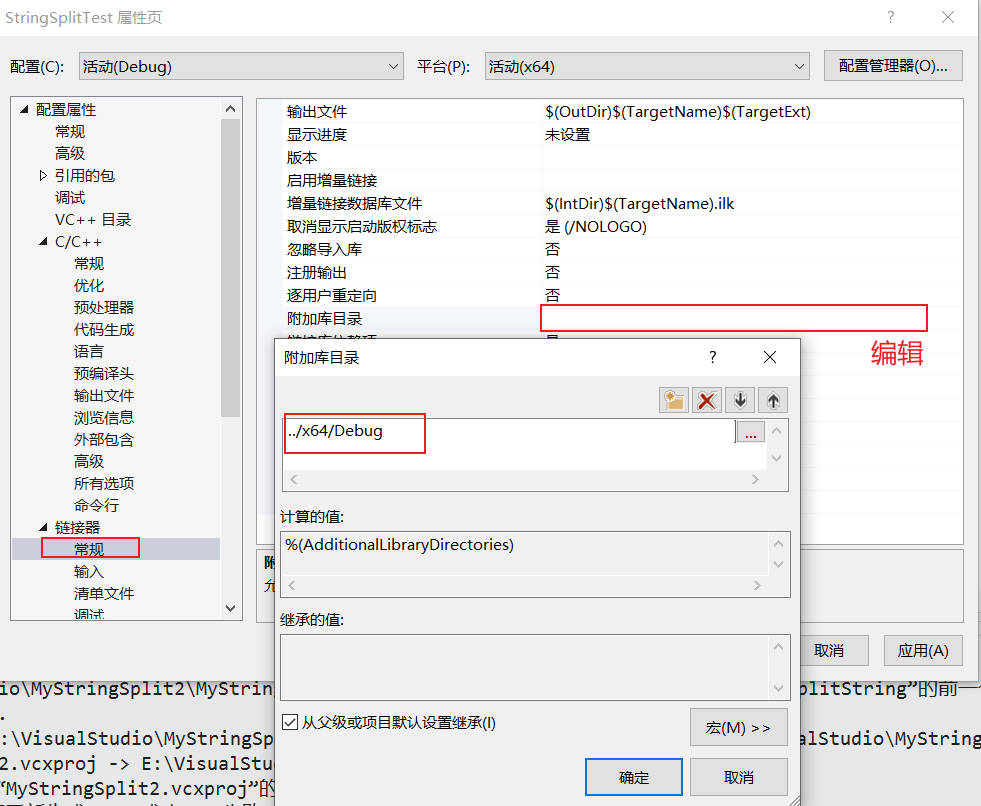 StringSplitTest 属性页
?
配置(C):
活动(Debug)
平台(P):
活动(x64)
配置管理器(O)...
配置属性
常规
高级
引用的包
调试
VC++ 目录
C/C++
常规
优化
预处理器
代码生成
语言
预编译头
输出文件
浏览信息
外部包含
高级
所有选项
命令行
链接器
常规
输入
清单文件
调试
输出文件 $(OutDir)$(TargetName)$(TargetExt)
显示进度 未设置
版本
启用增量链接
增量链接数据库文件 $(IntDir)$(TargetName).ilk
取消显示启动版权标志 是 (/NOLOGO)
忽略导入库 否
注册输出 否
逐用户重定向 否
附加库目录
编辑
附加库目录
?
../x64/Debug
...
计算的值:
%(AdditionalLibraryDirectories)
继承的值:
从父级或项目默认设置继承(I)
宏(M) >>
确定
取消
取消
应用(A)
io\MyStringSplit2\MyStrin
plitString”的前一
.
:\VisualStudio\MyStringSp
alStudio\MyString
2.vcxproj -> E:\VisualStu
“MyStringSplit2.vcxproj”的